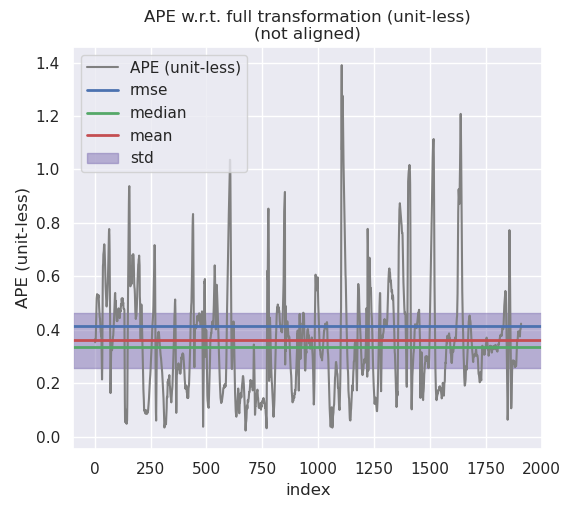 APE w.r.t. full transformation (unit-less)
(not aligned)
APE (unit-less)
rmse
median
mean
std
APE (unit-less)
1.4
1.2
1.0
0.8
0.6
0.4
0.2
0.0
0
250
500
750
1000
1250
1500
1750
2000
index